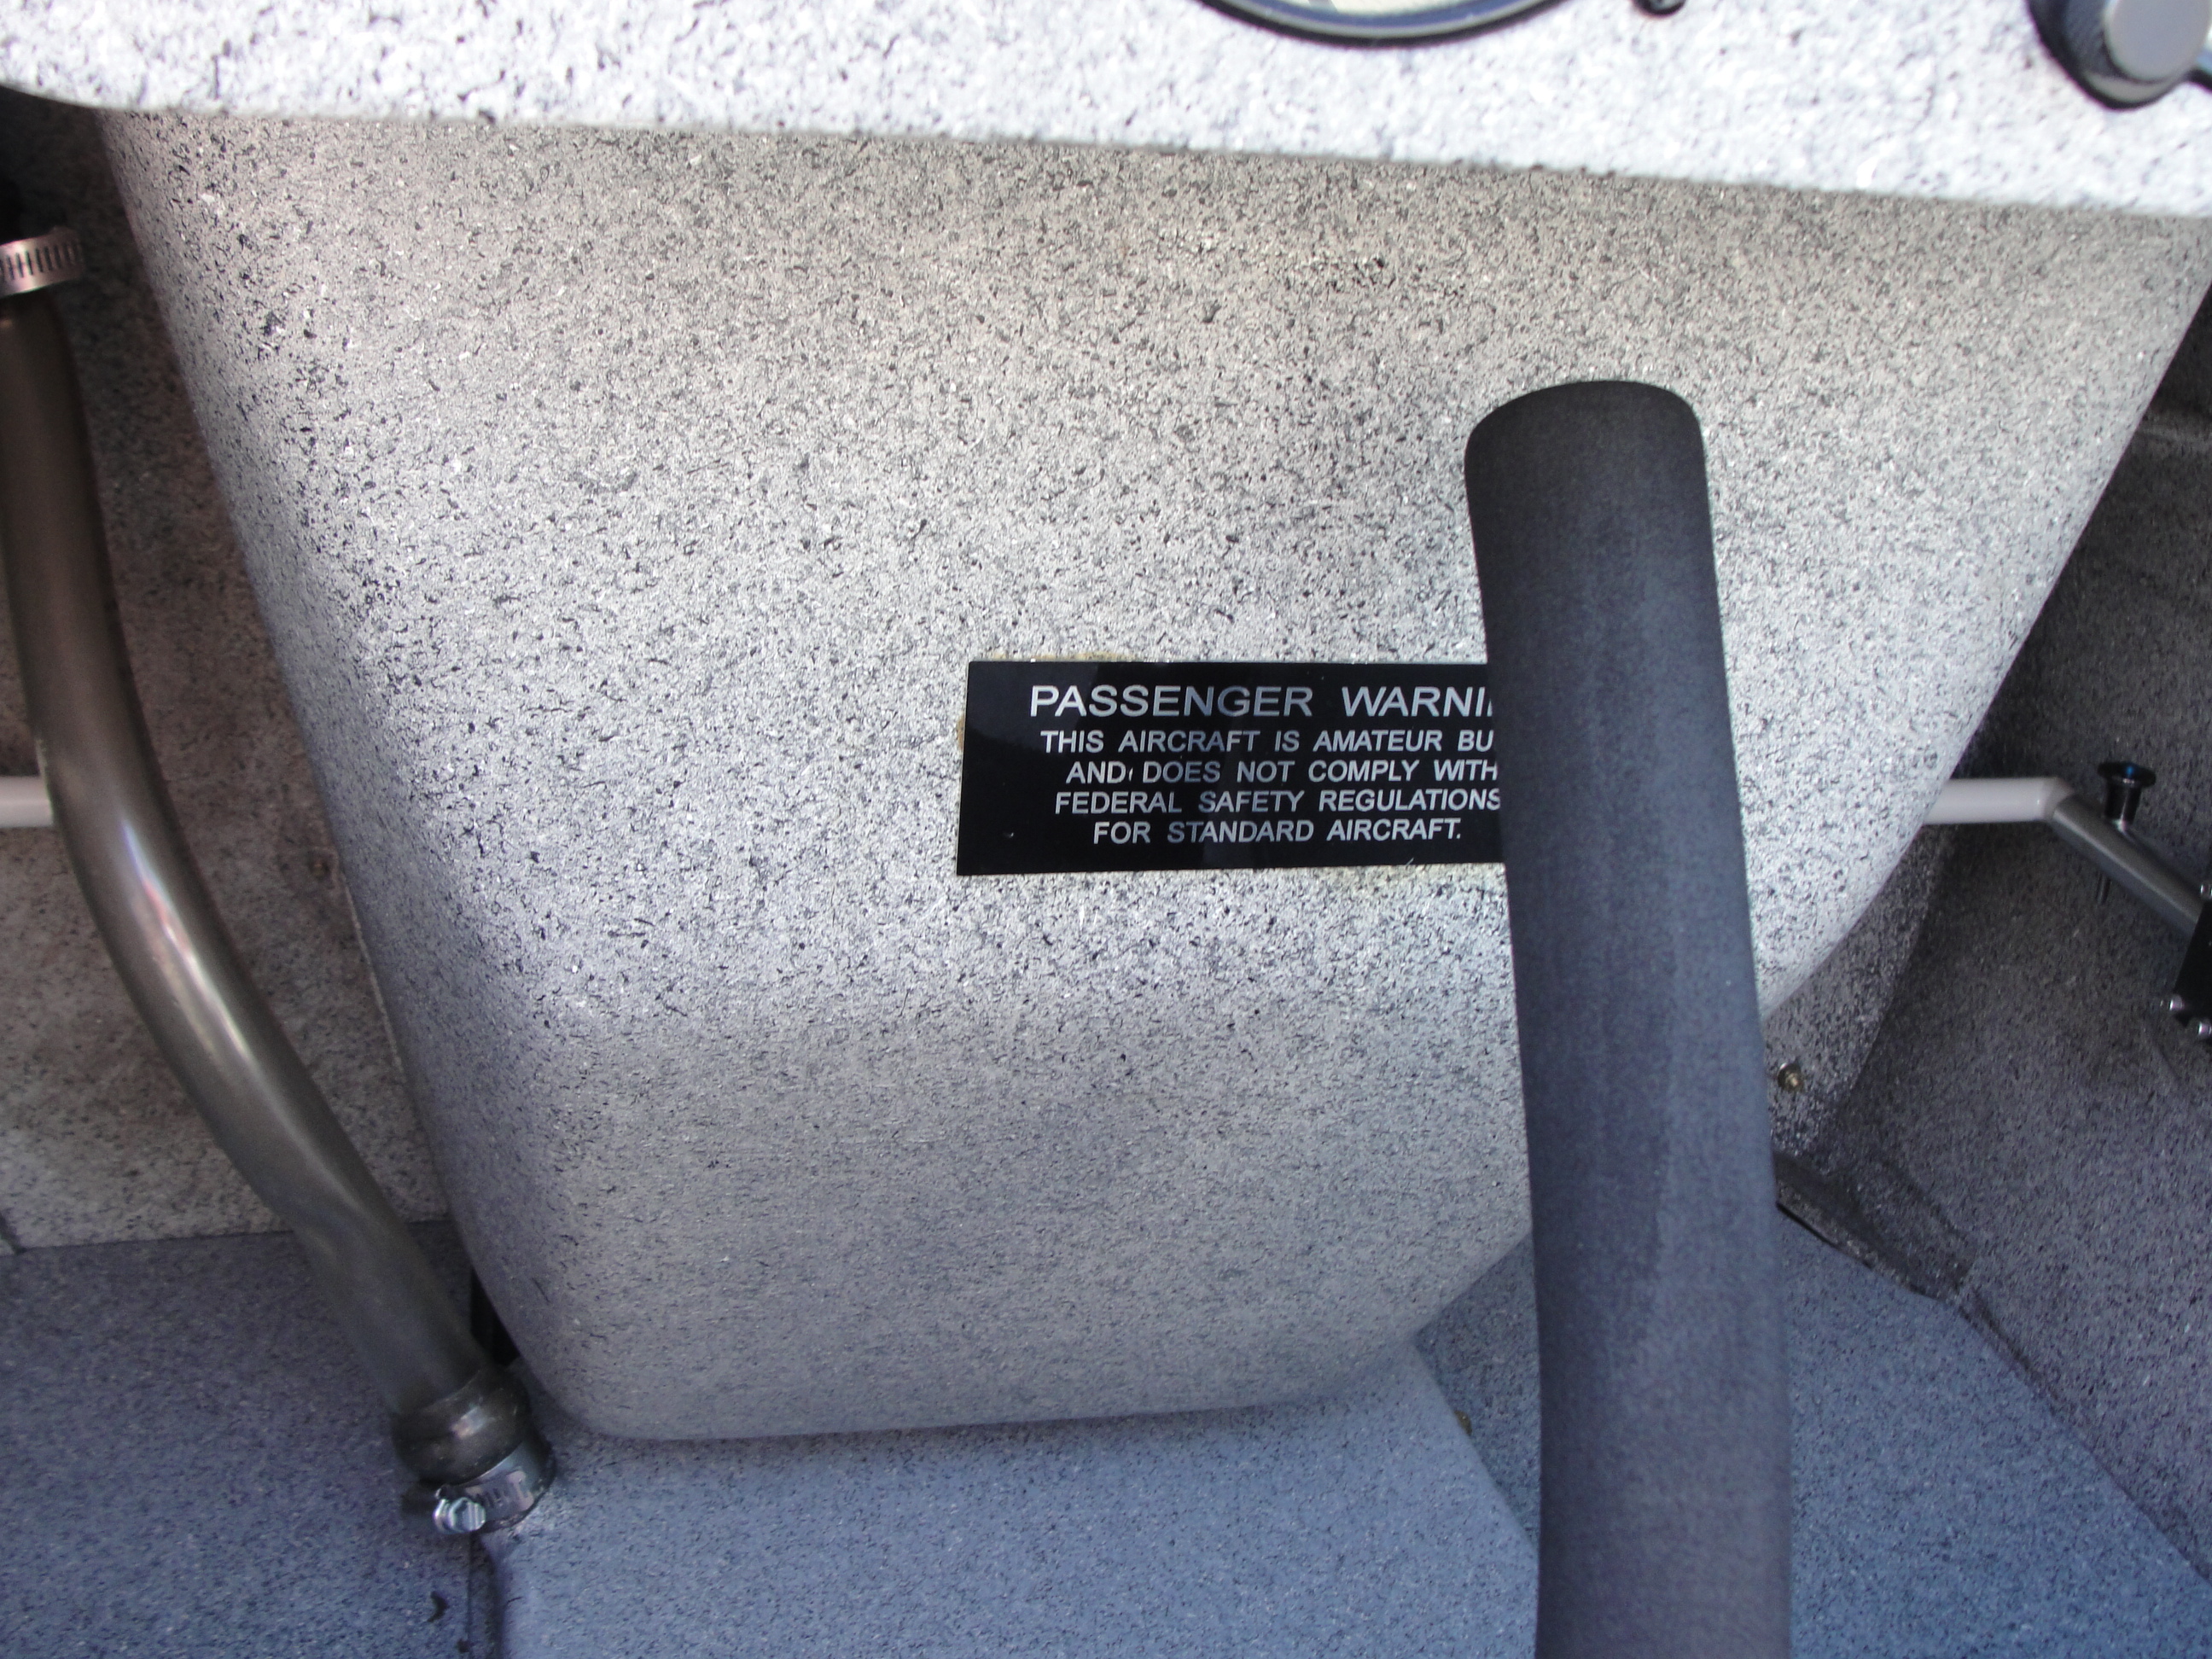 PASSENGER WARNI
THIS AIRCRAFT IS AMATEUR BU
AND DOES NOT COMPLY WITH
FEDERAL SAFETY REGULATIONS
FOR STANDARD AIRCRAFT.